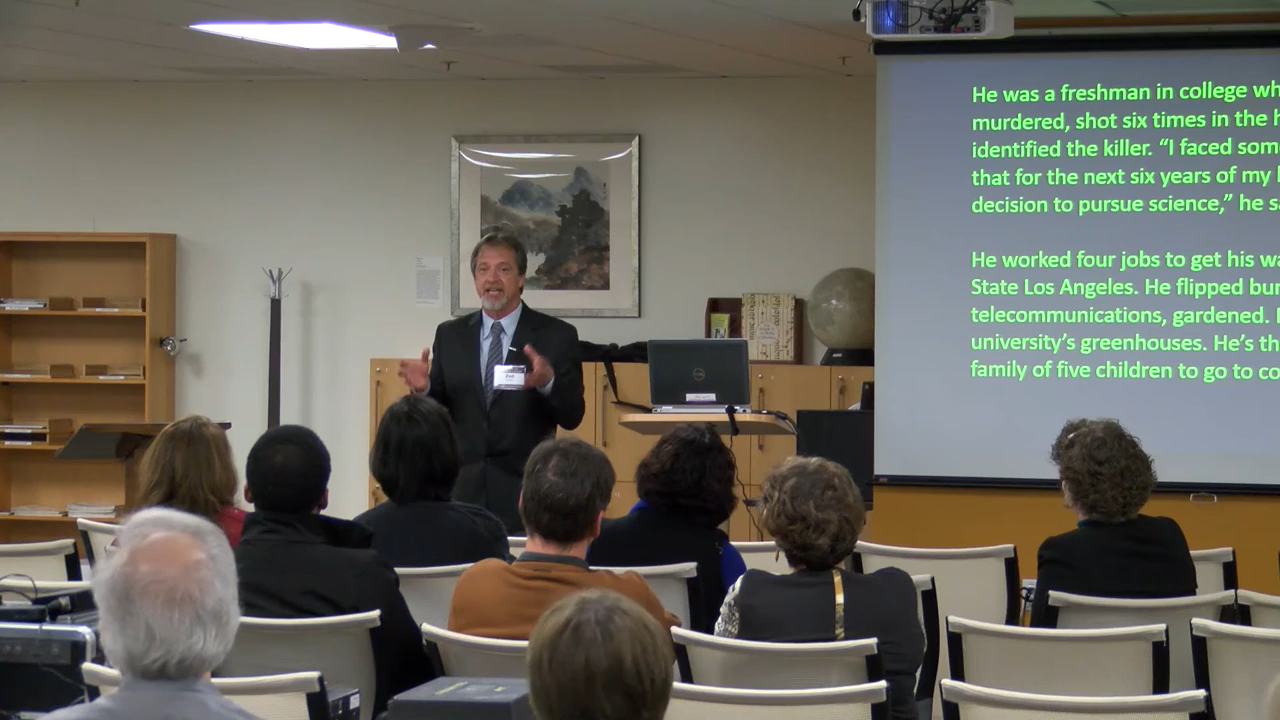 He was a freshman in college wh
murdered, shot six times in the h
identified the killer. “I faced som
that for the next six years of my l
decision to pursue science,” he sa
He worked four jobs to get his wa
State Los Angeles. He flipped bur
telecommunications, gardened. 
university’s greenhouses. He’s th
family of five children to go to co
DELL